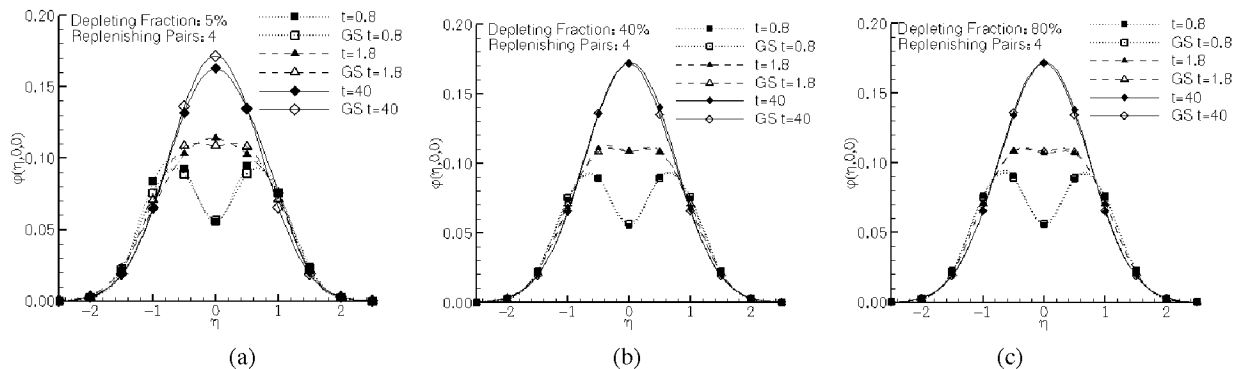 φ(η,0,0)
0.20
0.15
0.10
0.05
0.00
Depleting Fraction: 5%
Replenishing Pairs: 4
t=0.8
GS t=0.8
t=1.8
GS t=1.8
t=40
GS t=40
−2
−1
0
1
2
η
(a)
φ(η,0,0)
0.20
0.15
0.10
0.05
0.00
Depleting Fraction: 40%
Replenishing Pairs: 4
t=0.8
GS t=0.8
t=1.8
GS t=1.8
t=40
GS t=40
−2
−1
0
1
2
η
(b)
φ(η,0,0)
0.20
0.15
0.10
0.05
0.00
Depleting Fraction: 80%
Replenishing Pairs: 4
t=0.8
GS t=0.8
t=1.8
GS t=1.8
t=40
GS t=40
−2
−1
0
1
2
η
(c)